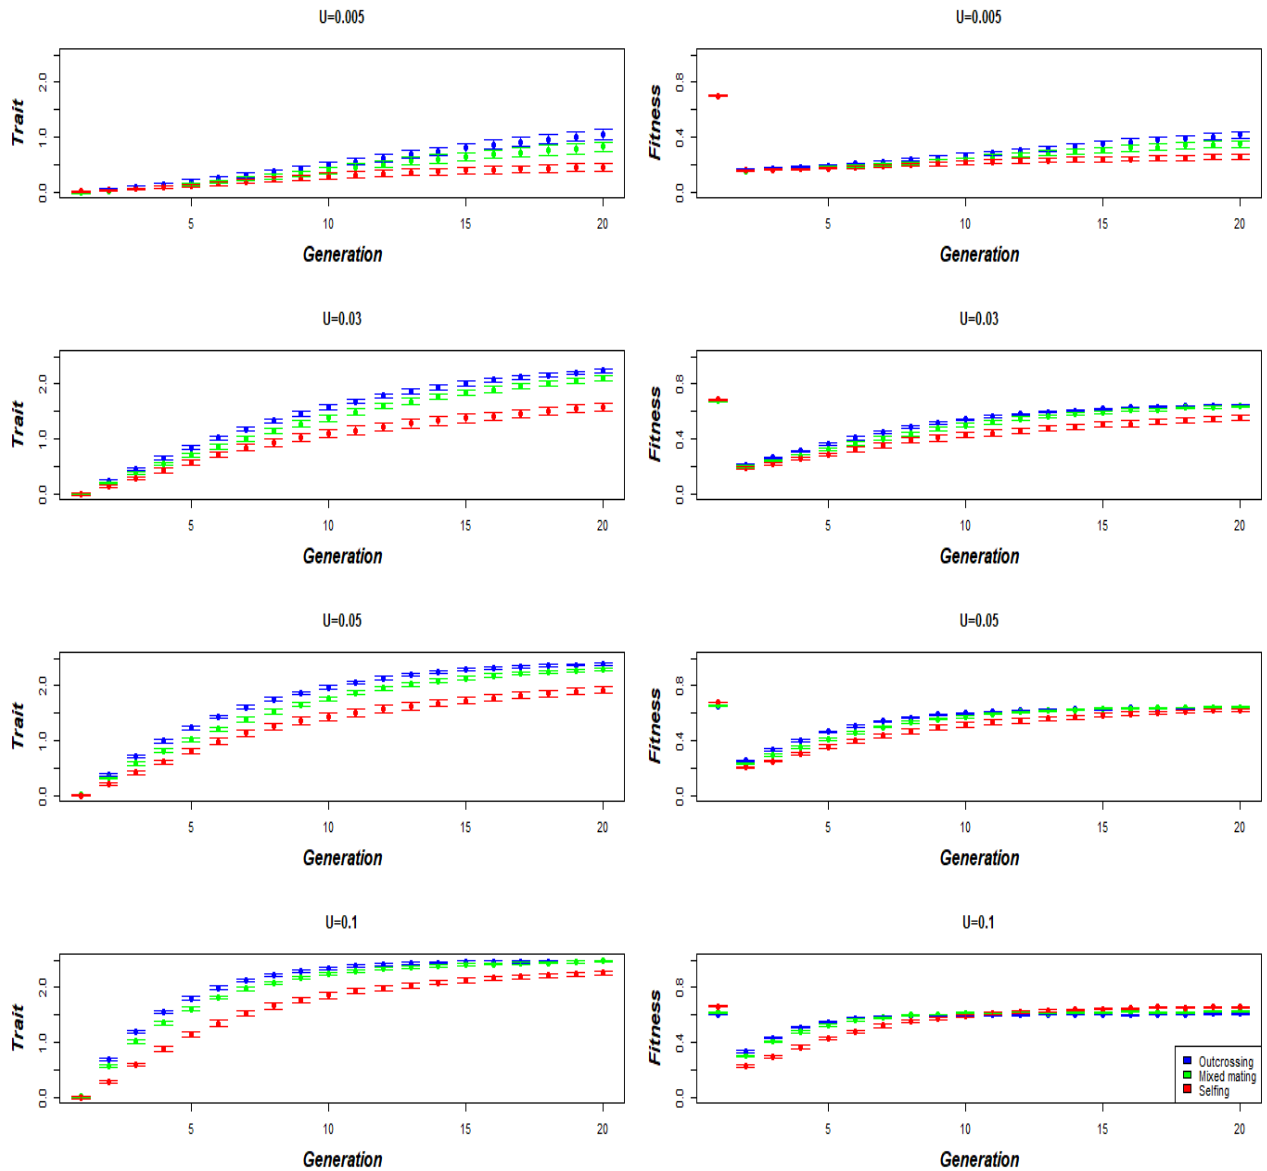 U=0.005
U=0.005
Trait
0.0 1.0 2.0
5 10 15 20
Generation
Fitness
0.0 0.4 0.8
5 10 15 20
Generation
U=0.03
U=0.03
Trait
0.0 1.0 2.0
5 10 15 20
Generation
Fitness
0.0 0.4 0.8
5 10 15 20
Generation
U=0.05
U=0.05
Trait
0.0 1.0 2.0
5 10 15 20
Generation
Fitness
0.0 0.4 0.8
5 10 15 20
Generation
U=0.1
U=0.1
Trait
0.0 1.0 2.0
5 10 15 20
Generation
Fitness
0.0 0.4 0.8
5 10 15 20
Generation
Outcrossing
Mixed mating
Selfing